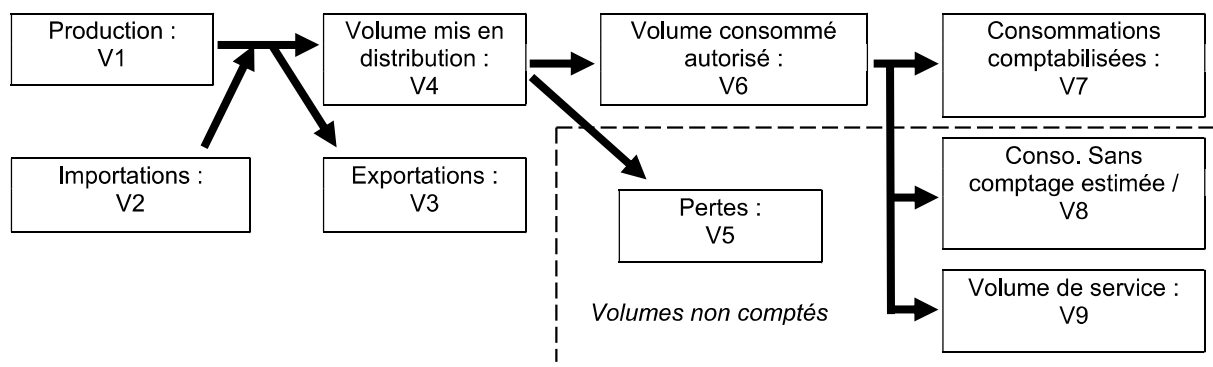 Production :
V1
Volume mis en
distribution :
V4
Volume consommé
autorisé :
V6
Consommations
comptabilisées :
V7
Importations :
V2
Exportations :
V3
Pertes :
V5
Conso. Sans
comptage estimée /
V8
Volumes non comptés
Volume de service :
V9